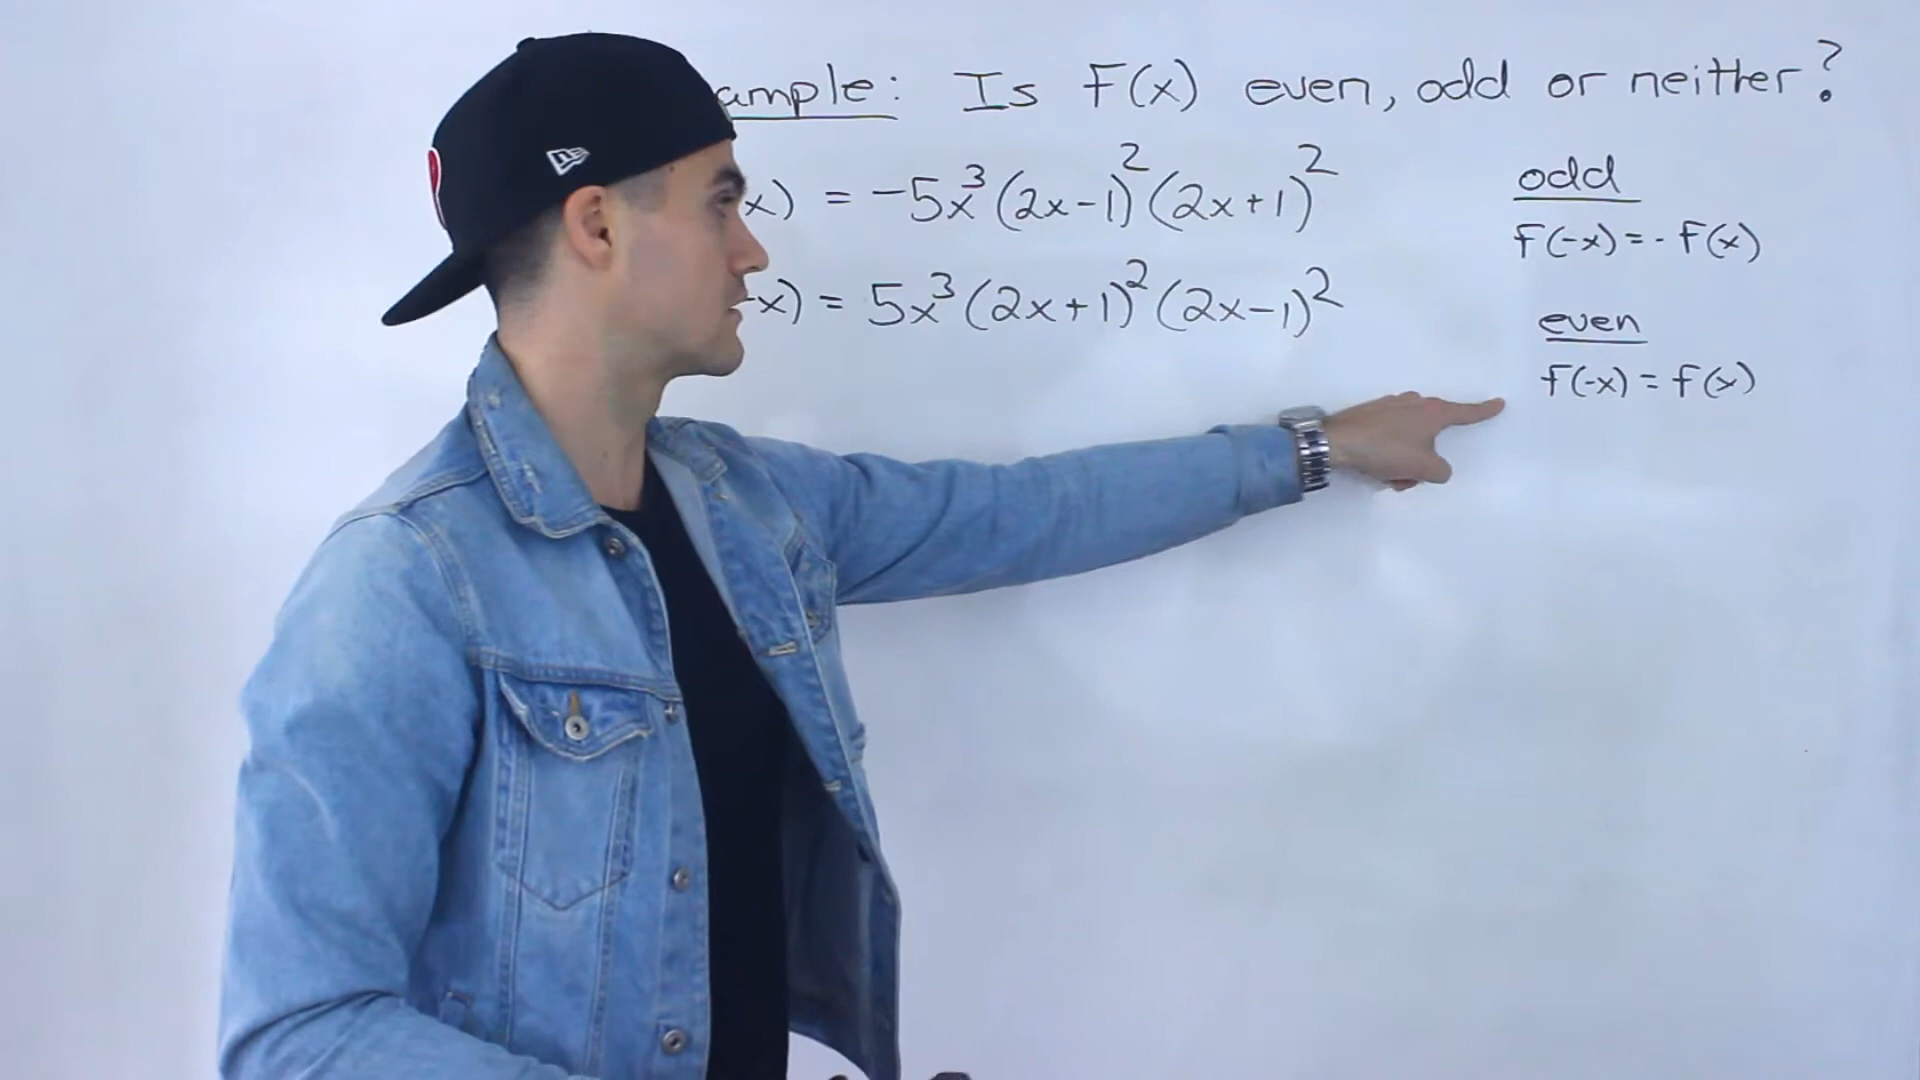 ample: Is F(x) even, odd or neither?
x) = -5x³(2x-1)²(2x+1)²
-x) = 5x³(2x+1)²(2x-1)²
odd
f(-x) = - f(x)
even
f(-x) = f(x)